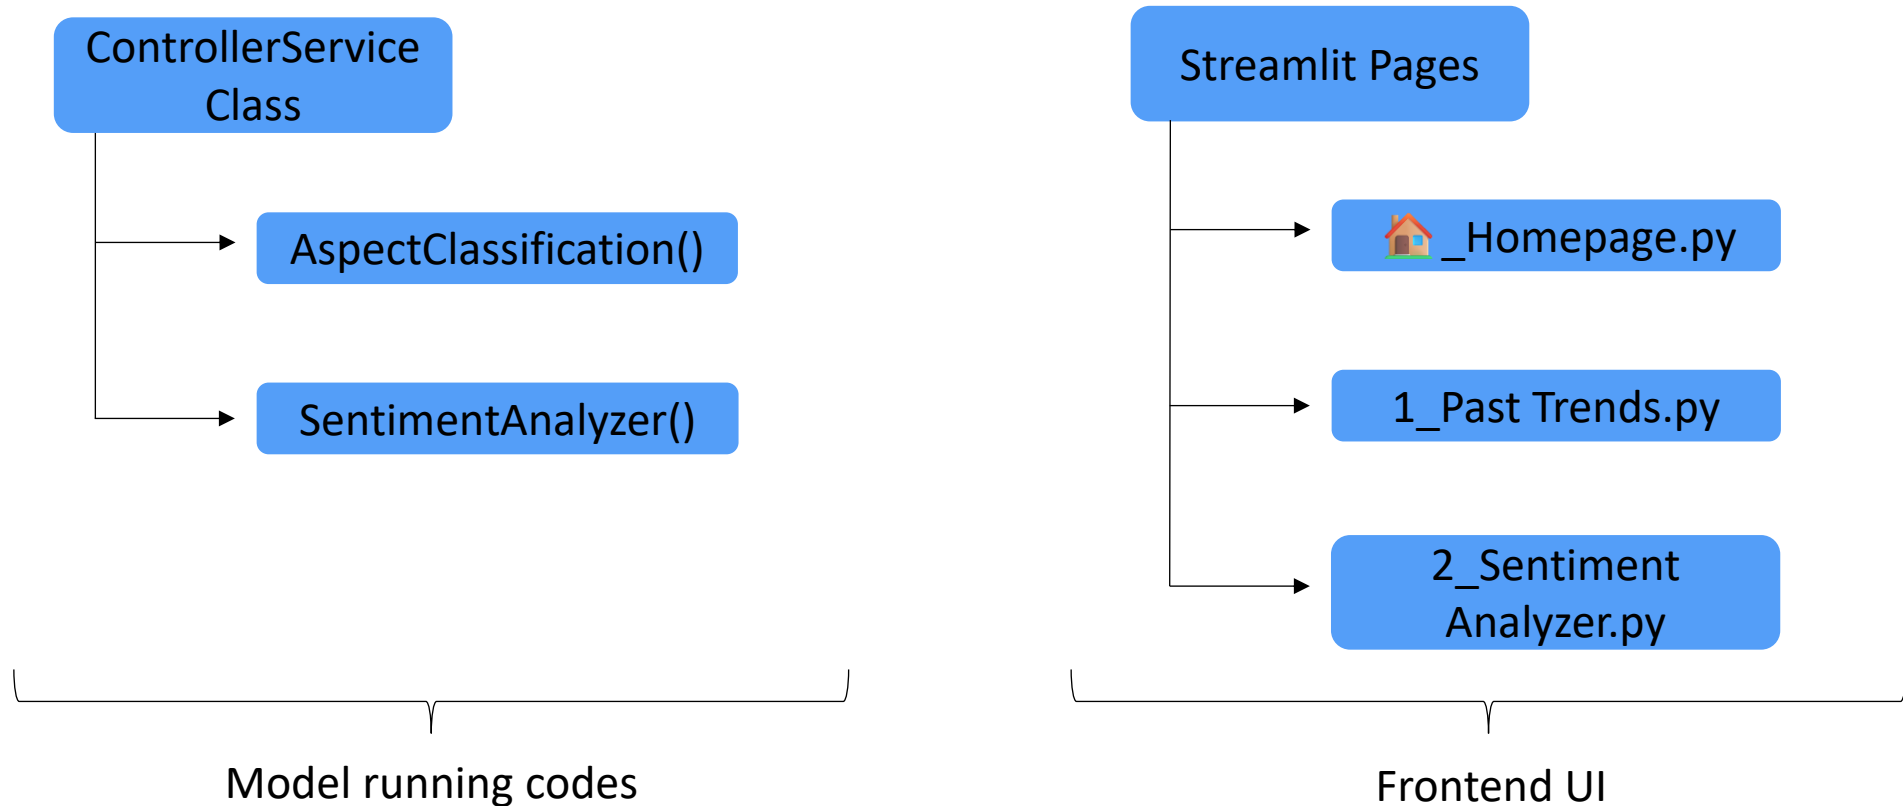 ControllerService
Class
AspectClassification()
SentimentAnalyzer()
Model running codes
Streamlit Pages
🏠_Homepage.py
1_Past Trends.py
2_Sentiment
Analyzer.py
Frontend UI